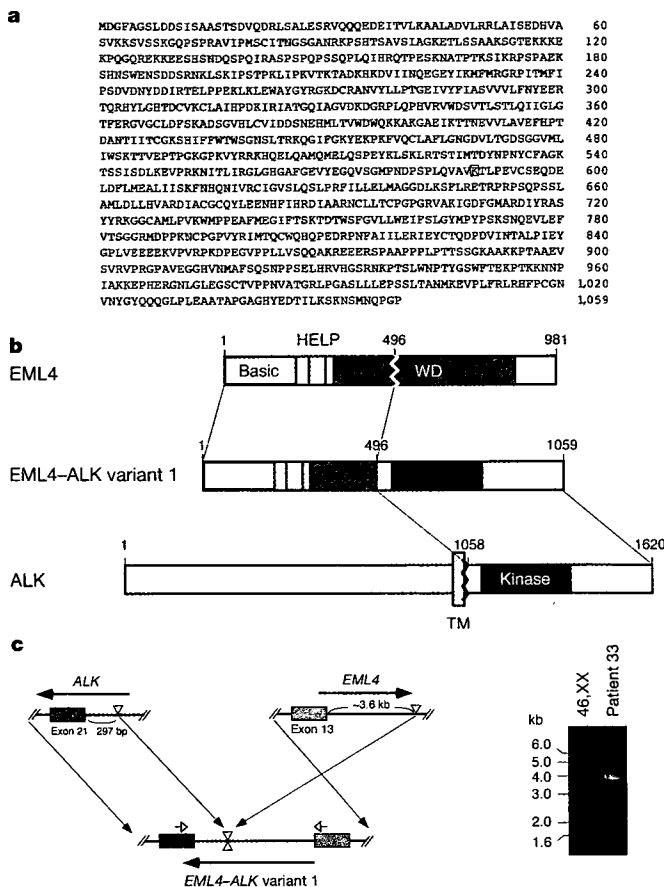 a
MDGFAGSLDDSISAASTSDVQDRLSALESRVQQQEDEITVLKAALADVLRRLAISEDHVA 60
SVKKSVSSKGQPSPRAVIPMSCITNGSGANRKPSHTSAVSIAGKETLSSAAKSGTEKKKE 120
KPQGQREKKEESHSNDQSPQIRASPSPQPSSQPLQIHRQTPESKNATPTKSIKRPSPAEK 180
SHNSWENSDDSRNKLSKIPSTPKLIPKVTKTADKHKDVIINQEGEYIKMFMRGRPITMFI 240
PSDVDNYDDIRTELPPEKLKLEWAYGYRGKDCRANVYLLPTGEIVYFIASVVVLFNYEER 300
TQRHYLGHTDCVKCLAIHPDKIRIATGQIAGVDKDGRPLQPHVRVWDSVTLSTLQIIGLG 360
TFERGVGCLDFSKADSGVHLCVIDDSNEHMLTVWDWQKKAKGAEIKTTNEVVLAVEFHPT 420
DANTIITCGKSHIFFWTWSGNSLTRKQGIFGKYEKPKFVQCLAFLGNGDVLTGDSGGVML 480
IWSKTTVEPTPGKGPKVYRRKHQELQAMQMELQSPEYKLSKLRTSTIMTDYNPNYCFAGK 540
TSSISDLKEVPRKNITLIRGLGHGAFGEVYEGQVSGMPNDPSPLQVAVKTLPEVCSEQDE 600
LDFLMEALIISKFNHQNIVRCIGVSLQSLPRFILLELMAGGDLKSFLRETRPRPSQPSSL 660
AMLDLLHVARDIACGCQYLEENHFIHRDIAARNCLLTCPGPGRVAKIGDFGMARDIYRAS 720
YYRKGGCAMLPVKWMPPEAFMEGIFTSKTDTWSFGVLLWEIFSLGYMPYPSKSNQEVLEF 780
VTSGGRMDPPKNCPGPVYRIMTQCWQHQPEDRPNFAIILERIEYCTQDPDVINTALPIEY 840
GPLVEEEEKVPVRPKDPEGVPPLLVSQQAKREEERSPAAPPPLPTTSSGKAAKKPTAAEV 900
SVRVPRGPAVEGGHVNMAFSQSNPPSELHRVHGSRNKPTSLWNPTYGSWFTEKPTKKNNP 960
IAKKEPHERGNLGLEGSCTVPPNVATGRLPGASLLLEPSSLTANMKEVPLFRLRHFPCGN 1,020
VNYGYQQQGLPLEAATAPGAGHYEDTILKSKNSMNQPGP 1,059
b
1 HELP 496 981
EML4 Basic WD
1 496 1059
EML4–ALK variant 1
1 1058 1620
ALK Kinase
TM
c
ALK EML4
Exon 21 297 bp Exon 13 ~3.6 kb
EML4–ALK variant 1
46,XX Patient 33
kb
6.0
5.0
4.0
3.0
2.0
1.6